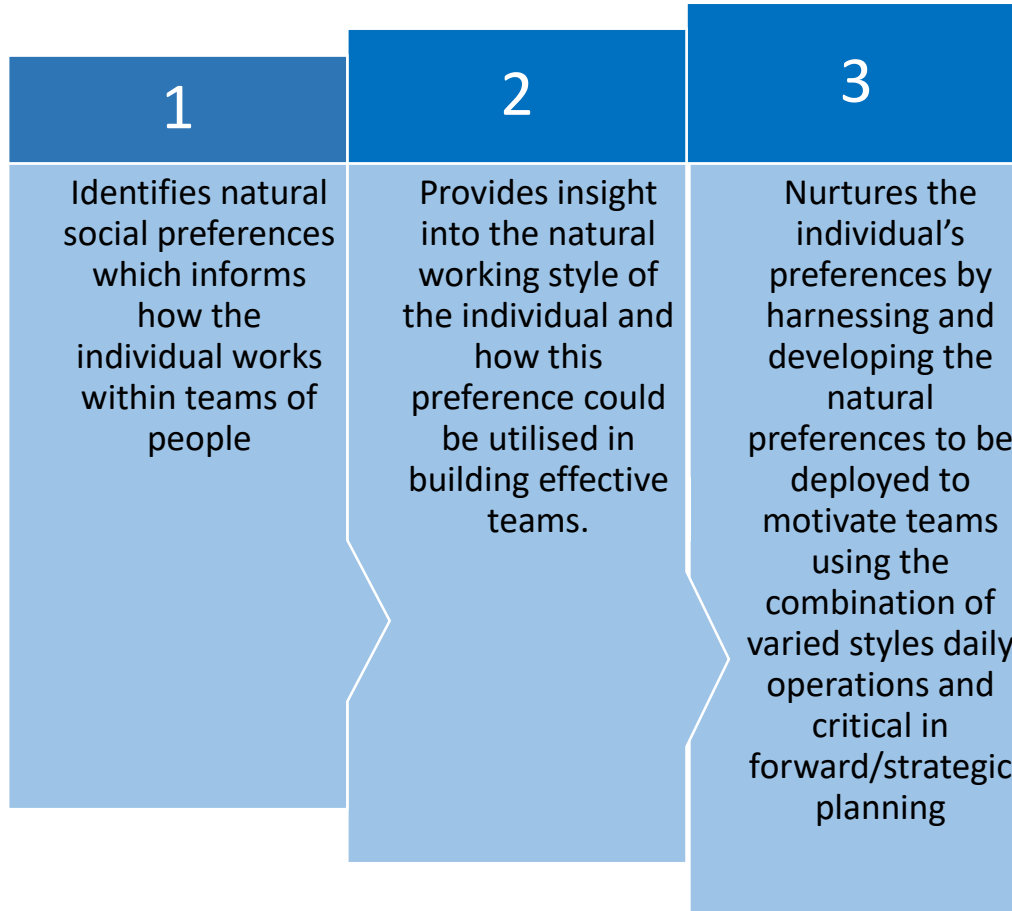 1
Identifies natural
social preferences
which informs
how the
individual works
within teams of
people
2
Provides insight
into the natural
working style of
the individual and
how this
preference could
be utilised in
building effective
teams.
3
Nurtures the
individual’s
preferences by
harnessing and
developing the
natural
preferences to be
deployed to
motivate teams
using the
combination of
varied styles daily
operations and
critical in
forward/strategic
planning